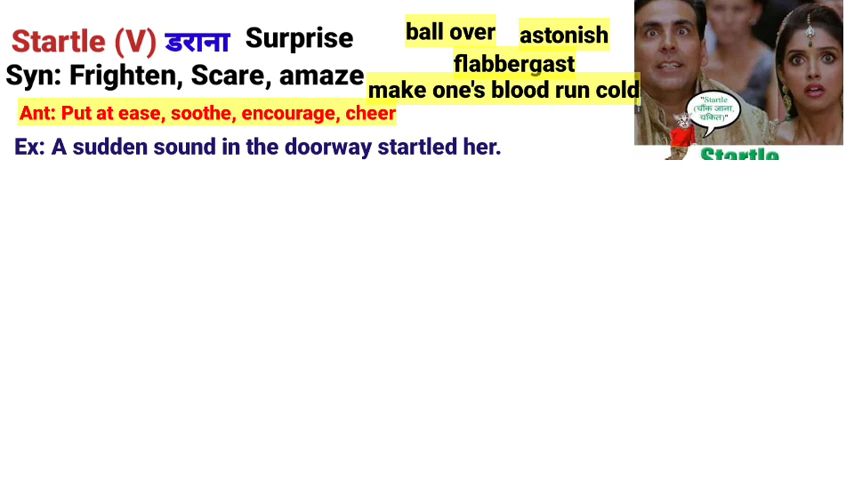 Startle (V) डराना Surprise
ball over astonish
flabbergast
Syn: Frighten, Scare, amaze
make one's blood run cold
Ant: Put at ease, soothe, encourage, cheer
Ex: A sudden sound in the doorway startled her.
"Startle
(चौंक जाना,
चकित)"
Startle